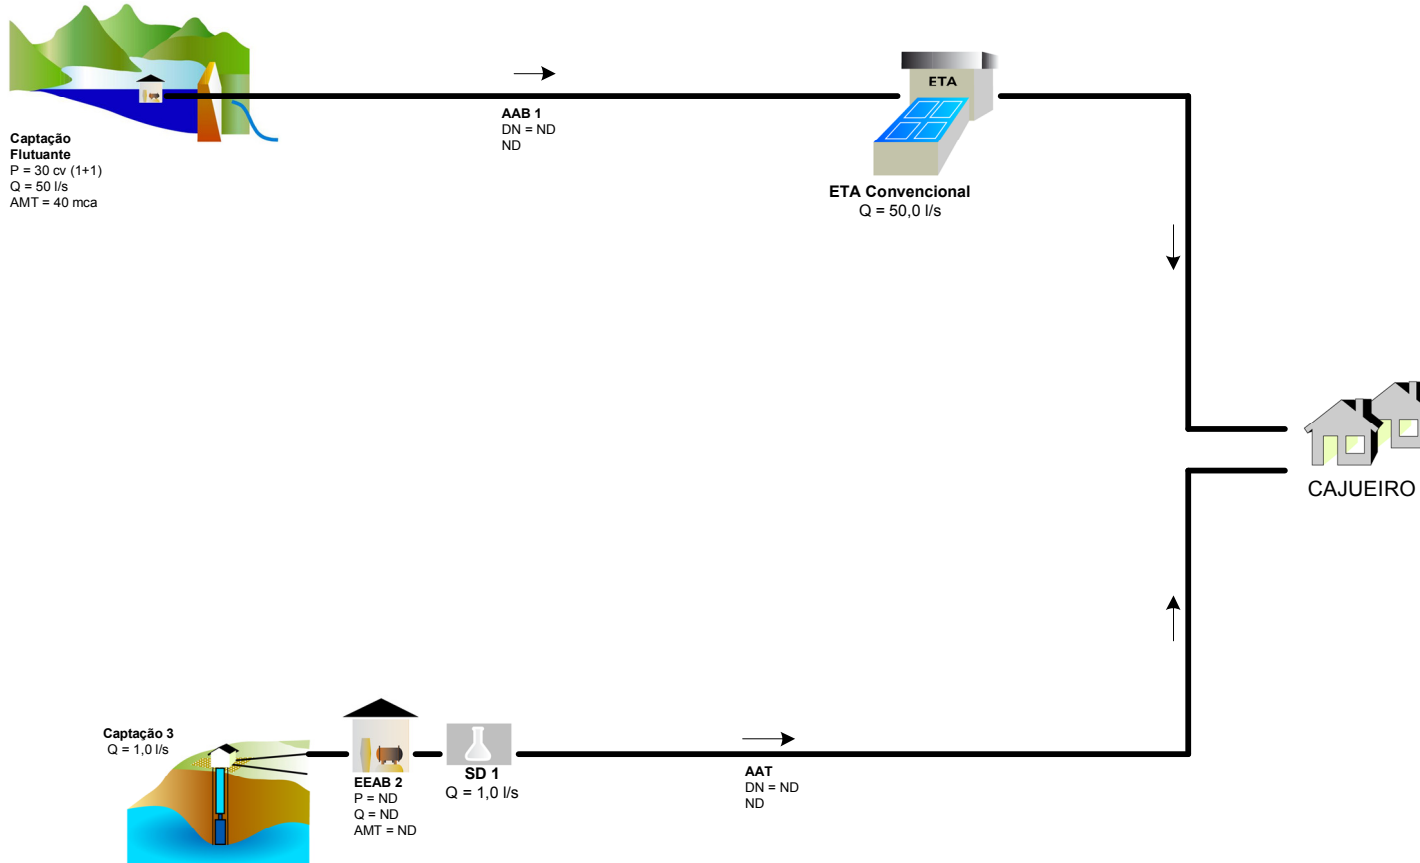 Captação
Flutuante
P = 30 cv (1+1)
Q = 50 l/s
AMT = 40 mca
AAB 1
DN = ND
ND
ETA
ETA Convencional
Q = 50,0 l/s
CAJUEIRO
Captação 3
Q = 1,0 l/s
EEAB 2
P = ND
Q = ND
AMT = ND
SD 1
Q = 1,0 l/s
AAT
DN = ND
ND